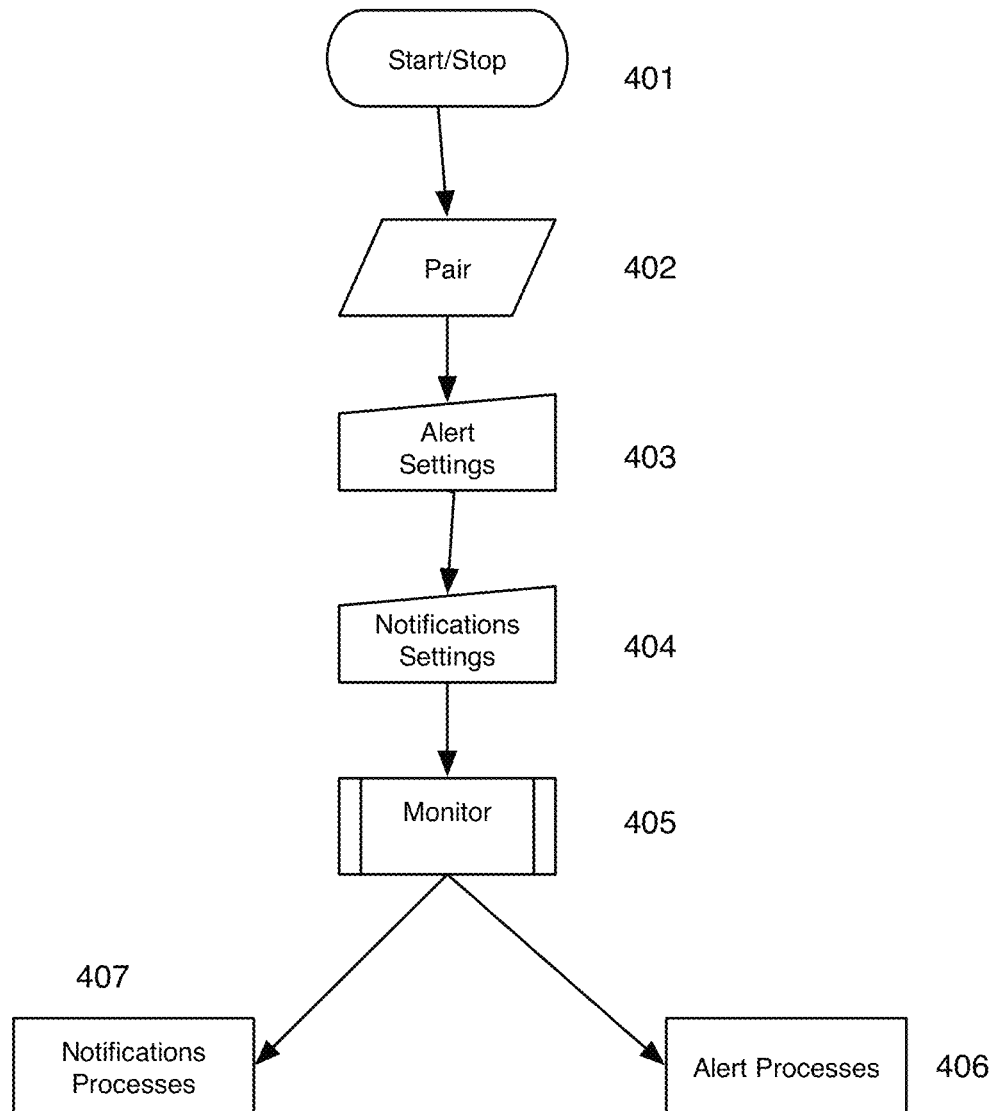 Start/Stop
401
Pair
402
Alert
Settings
403
Notifications
Settings
404
Monitor
405
407
Notifications
Processes
Alert Processes
406